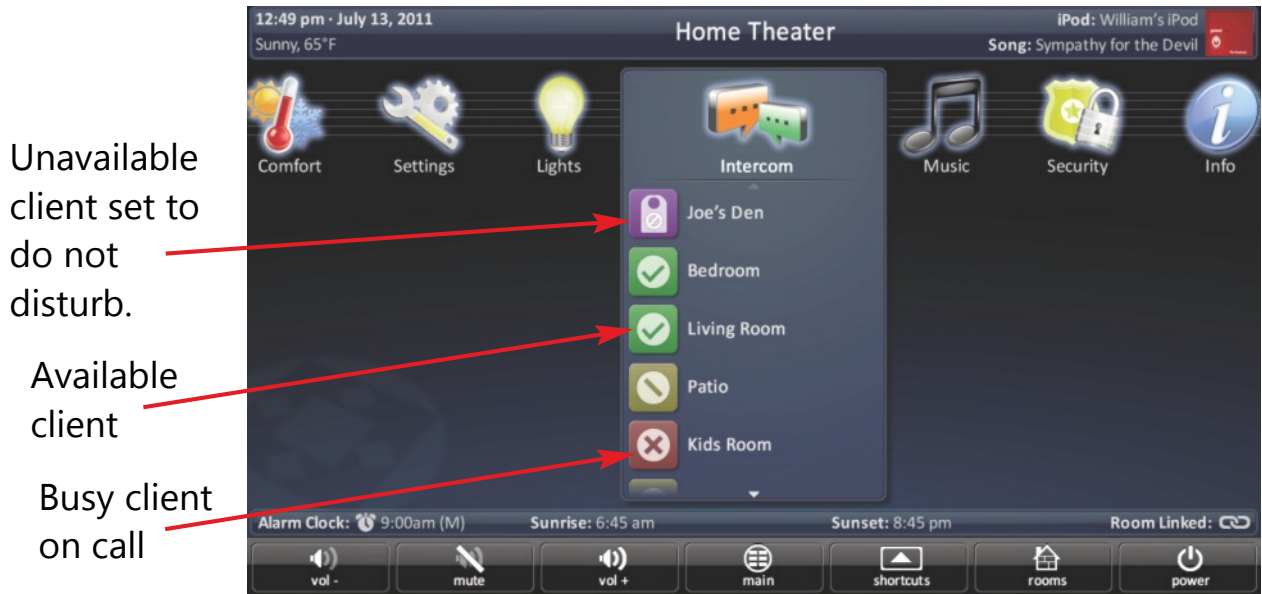 12:49 pm · July 13, 2011
Sunny, 65°F
Home Theater
iPod: William's iPod
Song: Sympathy for the Devil
Comfort
Settings
Lights
Intercom
Music
Security
Info
Unavailable
client set to
do not
disturb.
Available
client
Busy client
on call
Joe's Den
Bedroom
Living Room
Patio
Kids Room
Alarm Clock: 9:00am (M)
Sunrise: 6:45 am
Sunset: 8:45 pm
Room Linked:
vol -
mute
vol +
main
shortcuts
rooms
power